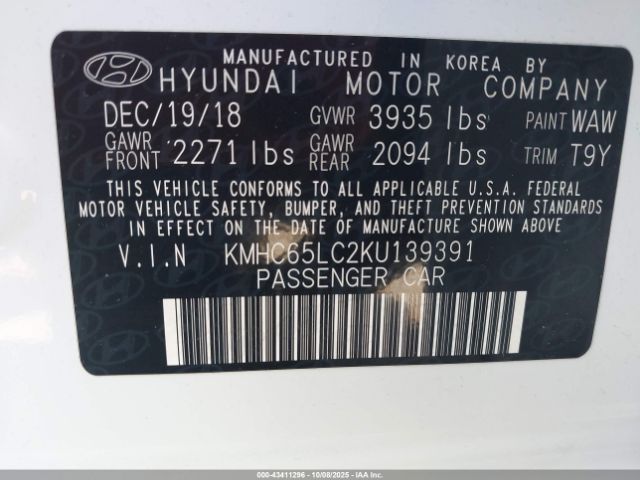 MANUFACTURED IN KOREA BY
HYUNDAI MOTOR COMPANY
DEC/19/18 GVWR 3935 lbs PAINT WAW
GAWR FRONT 2271 lbs GAWR REAR 2094 lbs TRIM T9Y
THIS VEHICLE CONFORMS TO ALL APPLICABLE U.S.A. FEDERAL
MOTOR VEHICLE SAFETY, BUMPER, AND THEFT PREVENTION STANDARDS
IN EFFECT ON THE DATE OF MANUFACTURE SHOWN ABOVE
V.I.N KMHC65LC2KU139391
PASSENGER CAR
000-43411296 - 10/08/2025 - IAAI.com